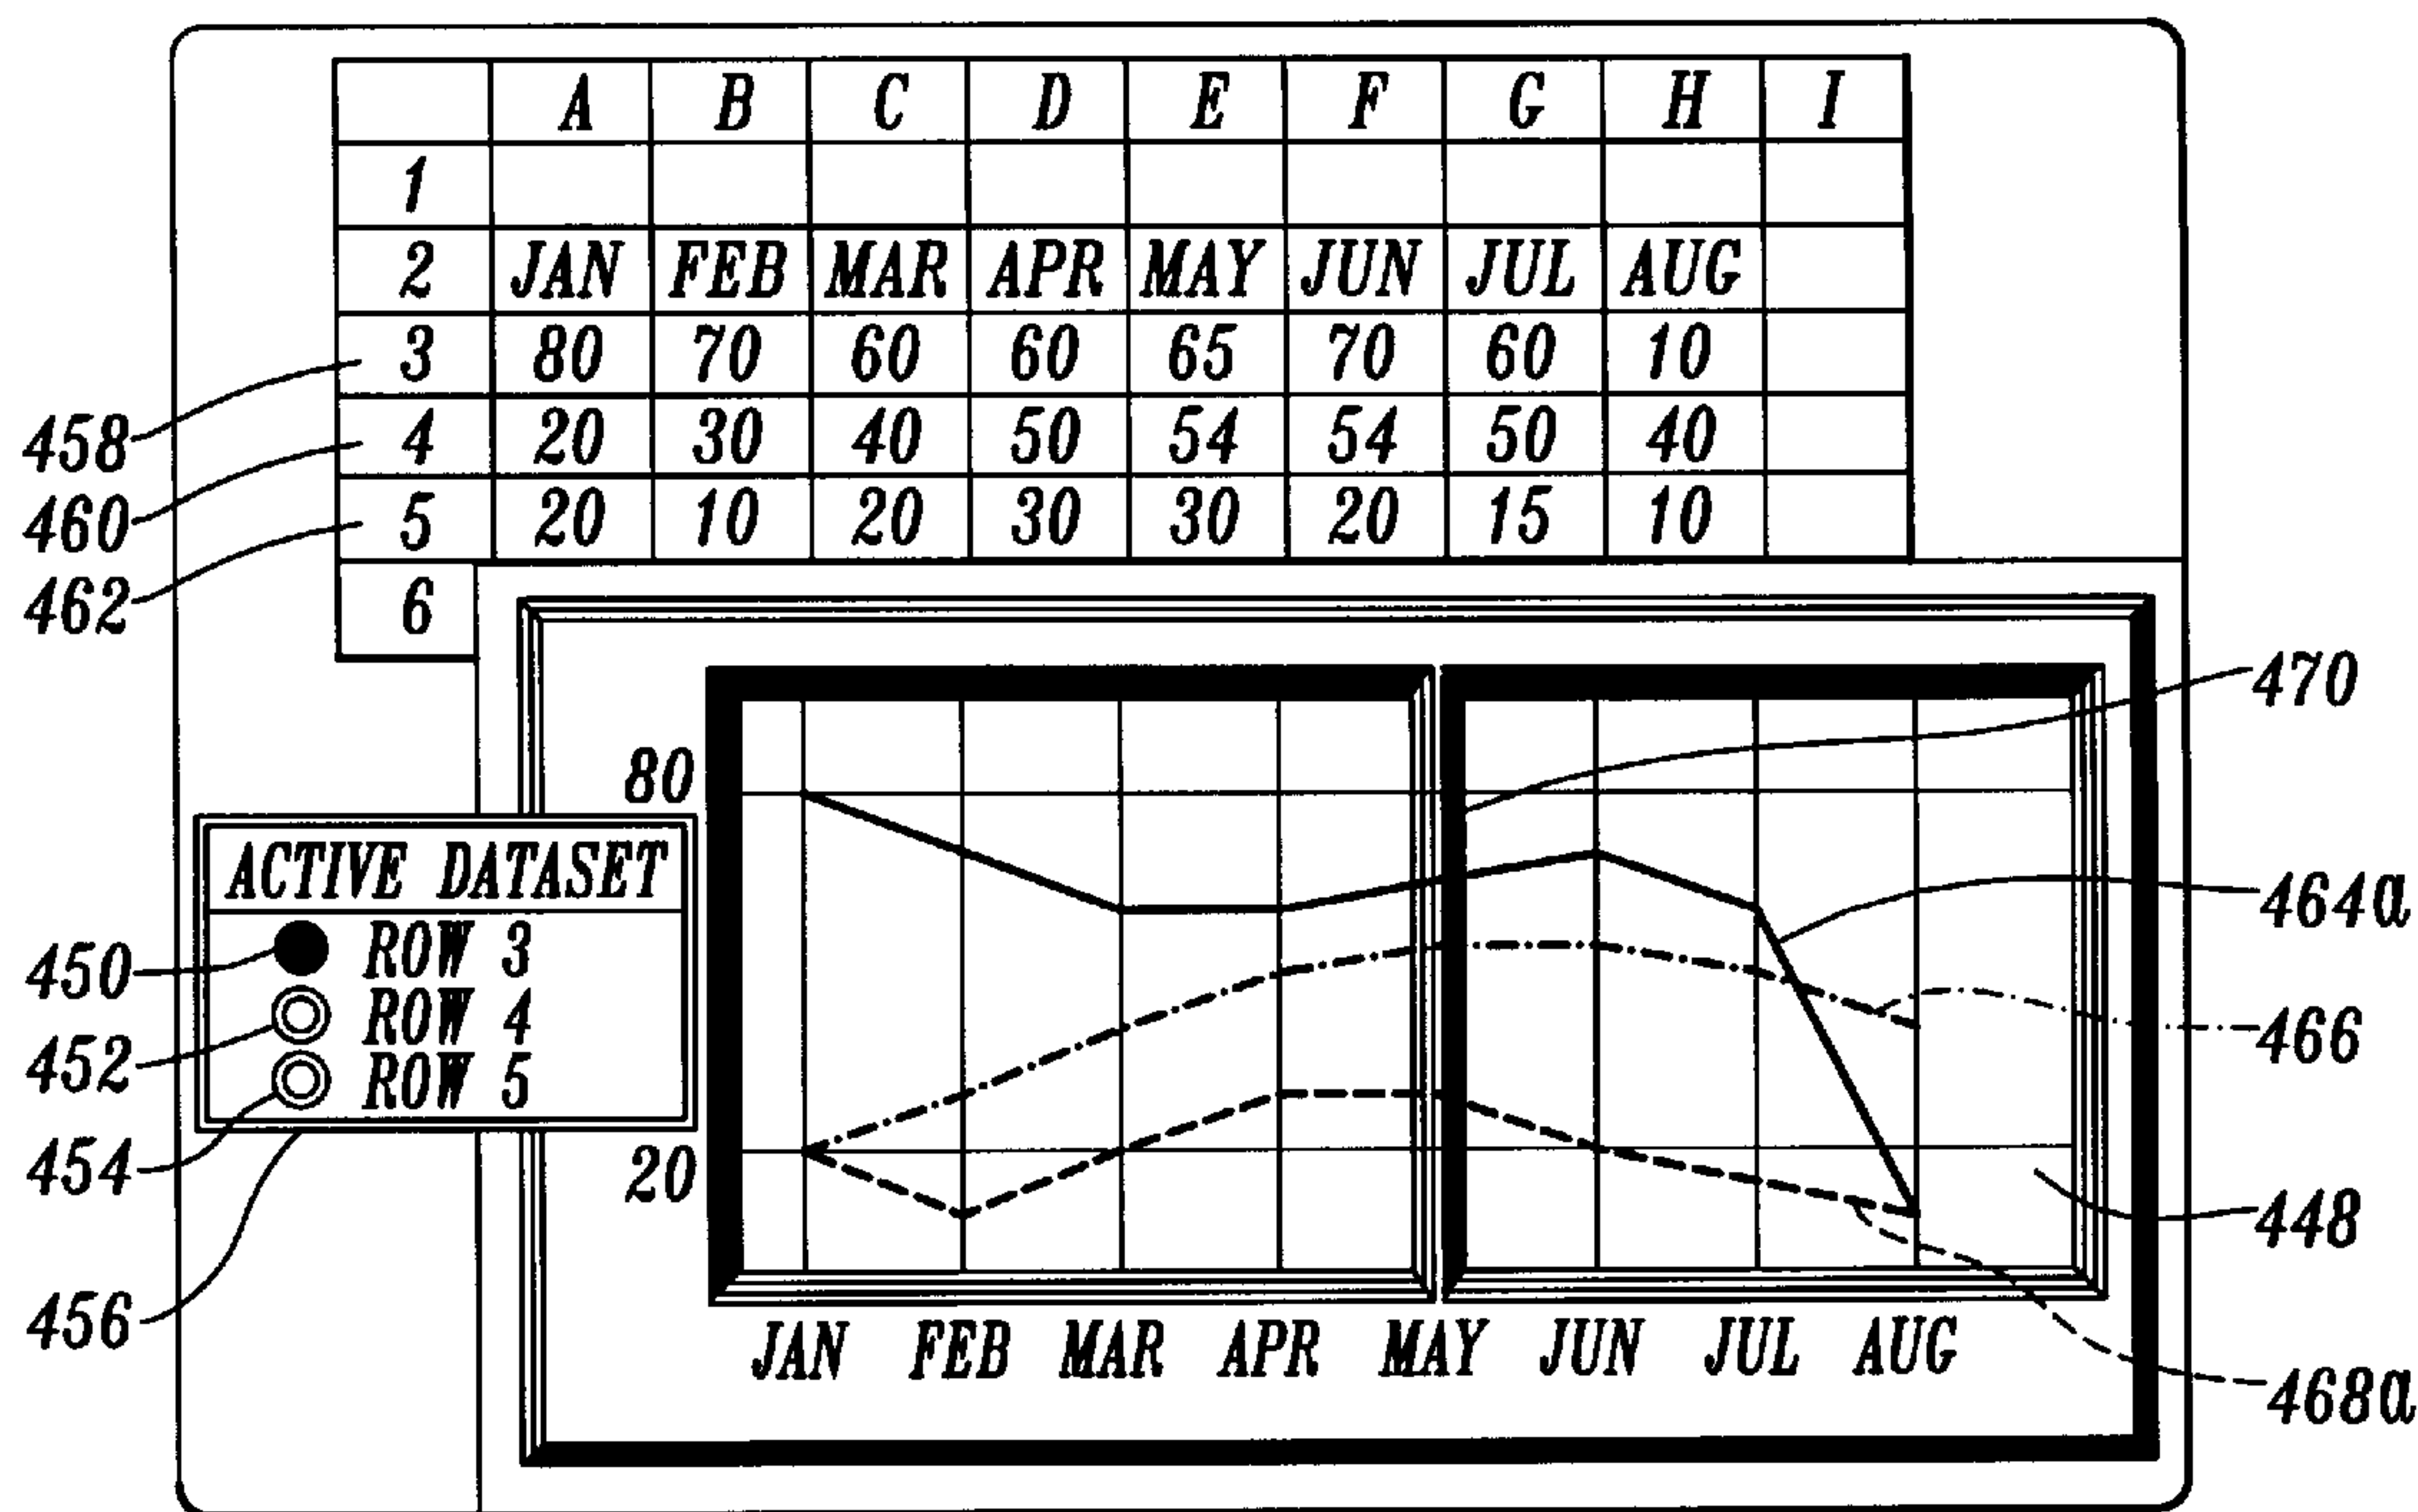 A B C D E F G H I
1
2 JAN FEB MAR APR MAY JUN JUL AUG
3 80 70 60 60 65 70 60 10
458 4 20 30 40 50 54 54 50 40
460 5 20 10 20 30 30 20 15 10
462 6
470
80
ACTIVE DATASET
464a
450 ROW 3
452 ROW 4
466
454 ROW 5
20
448
456
JAN FEB MAR APR MAY JUN JUL AUG
468a